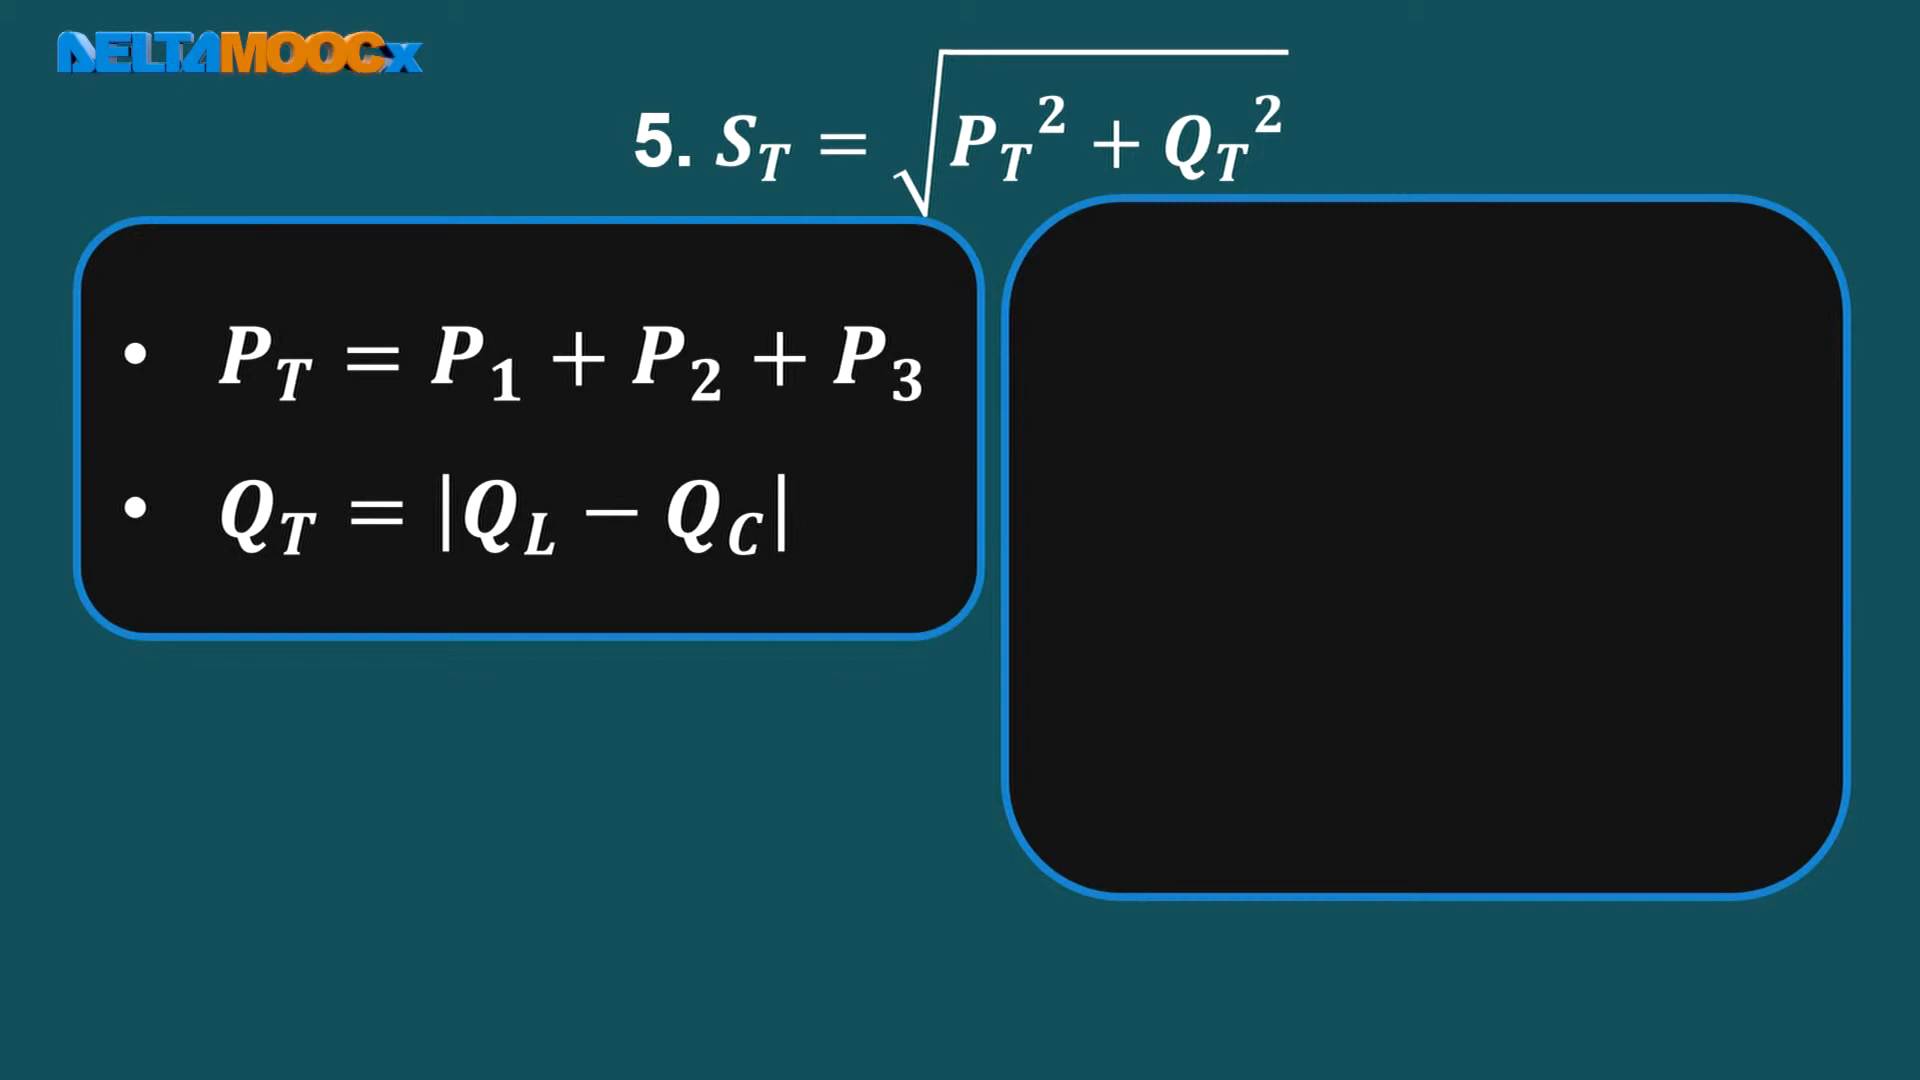 DELTAMOOCx
5. S_T = √(P_T² + Q_T²)
• P_T = P_1 + P_2 + P_3
• Q_T = |Q_L − Q_C|